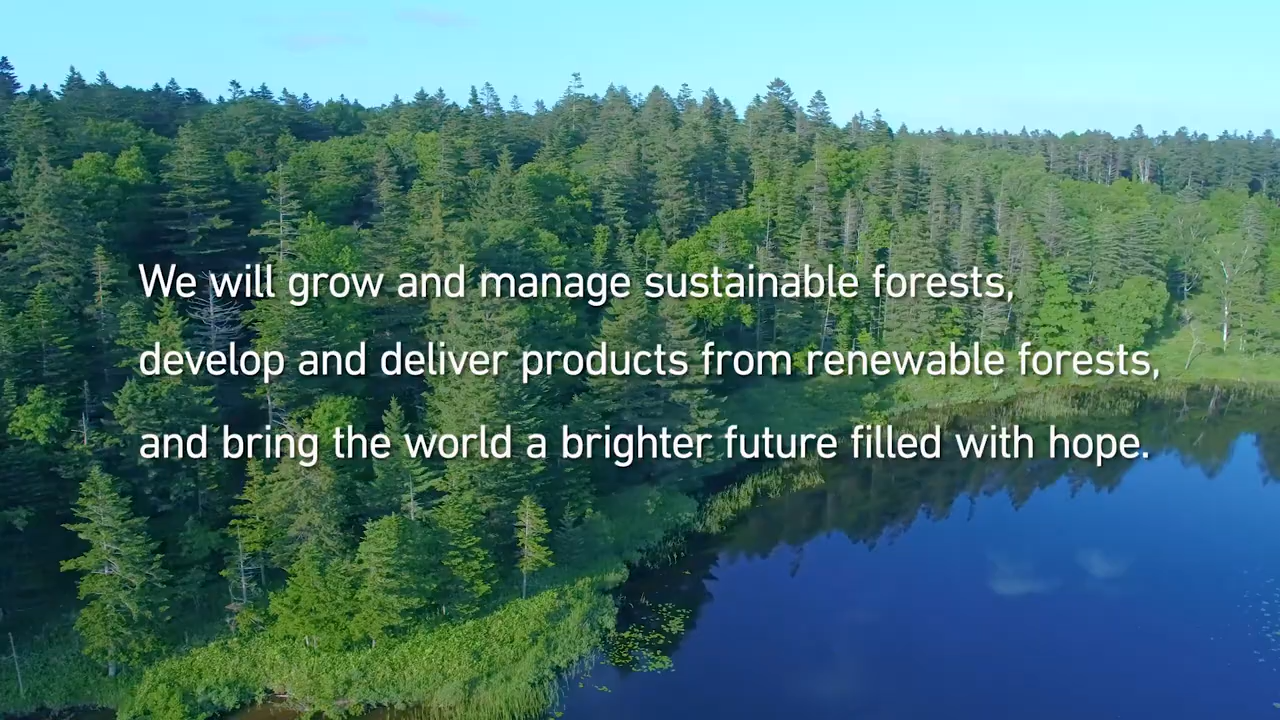 We will grow and manage sustainable forests,
develop and deliver products from renewable forests,
and bring the world a brighter future filled with hope.